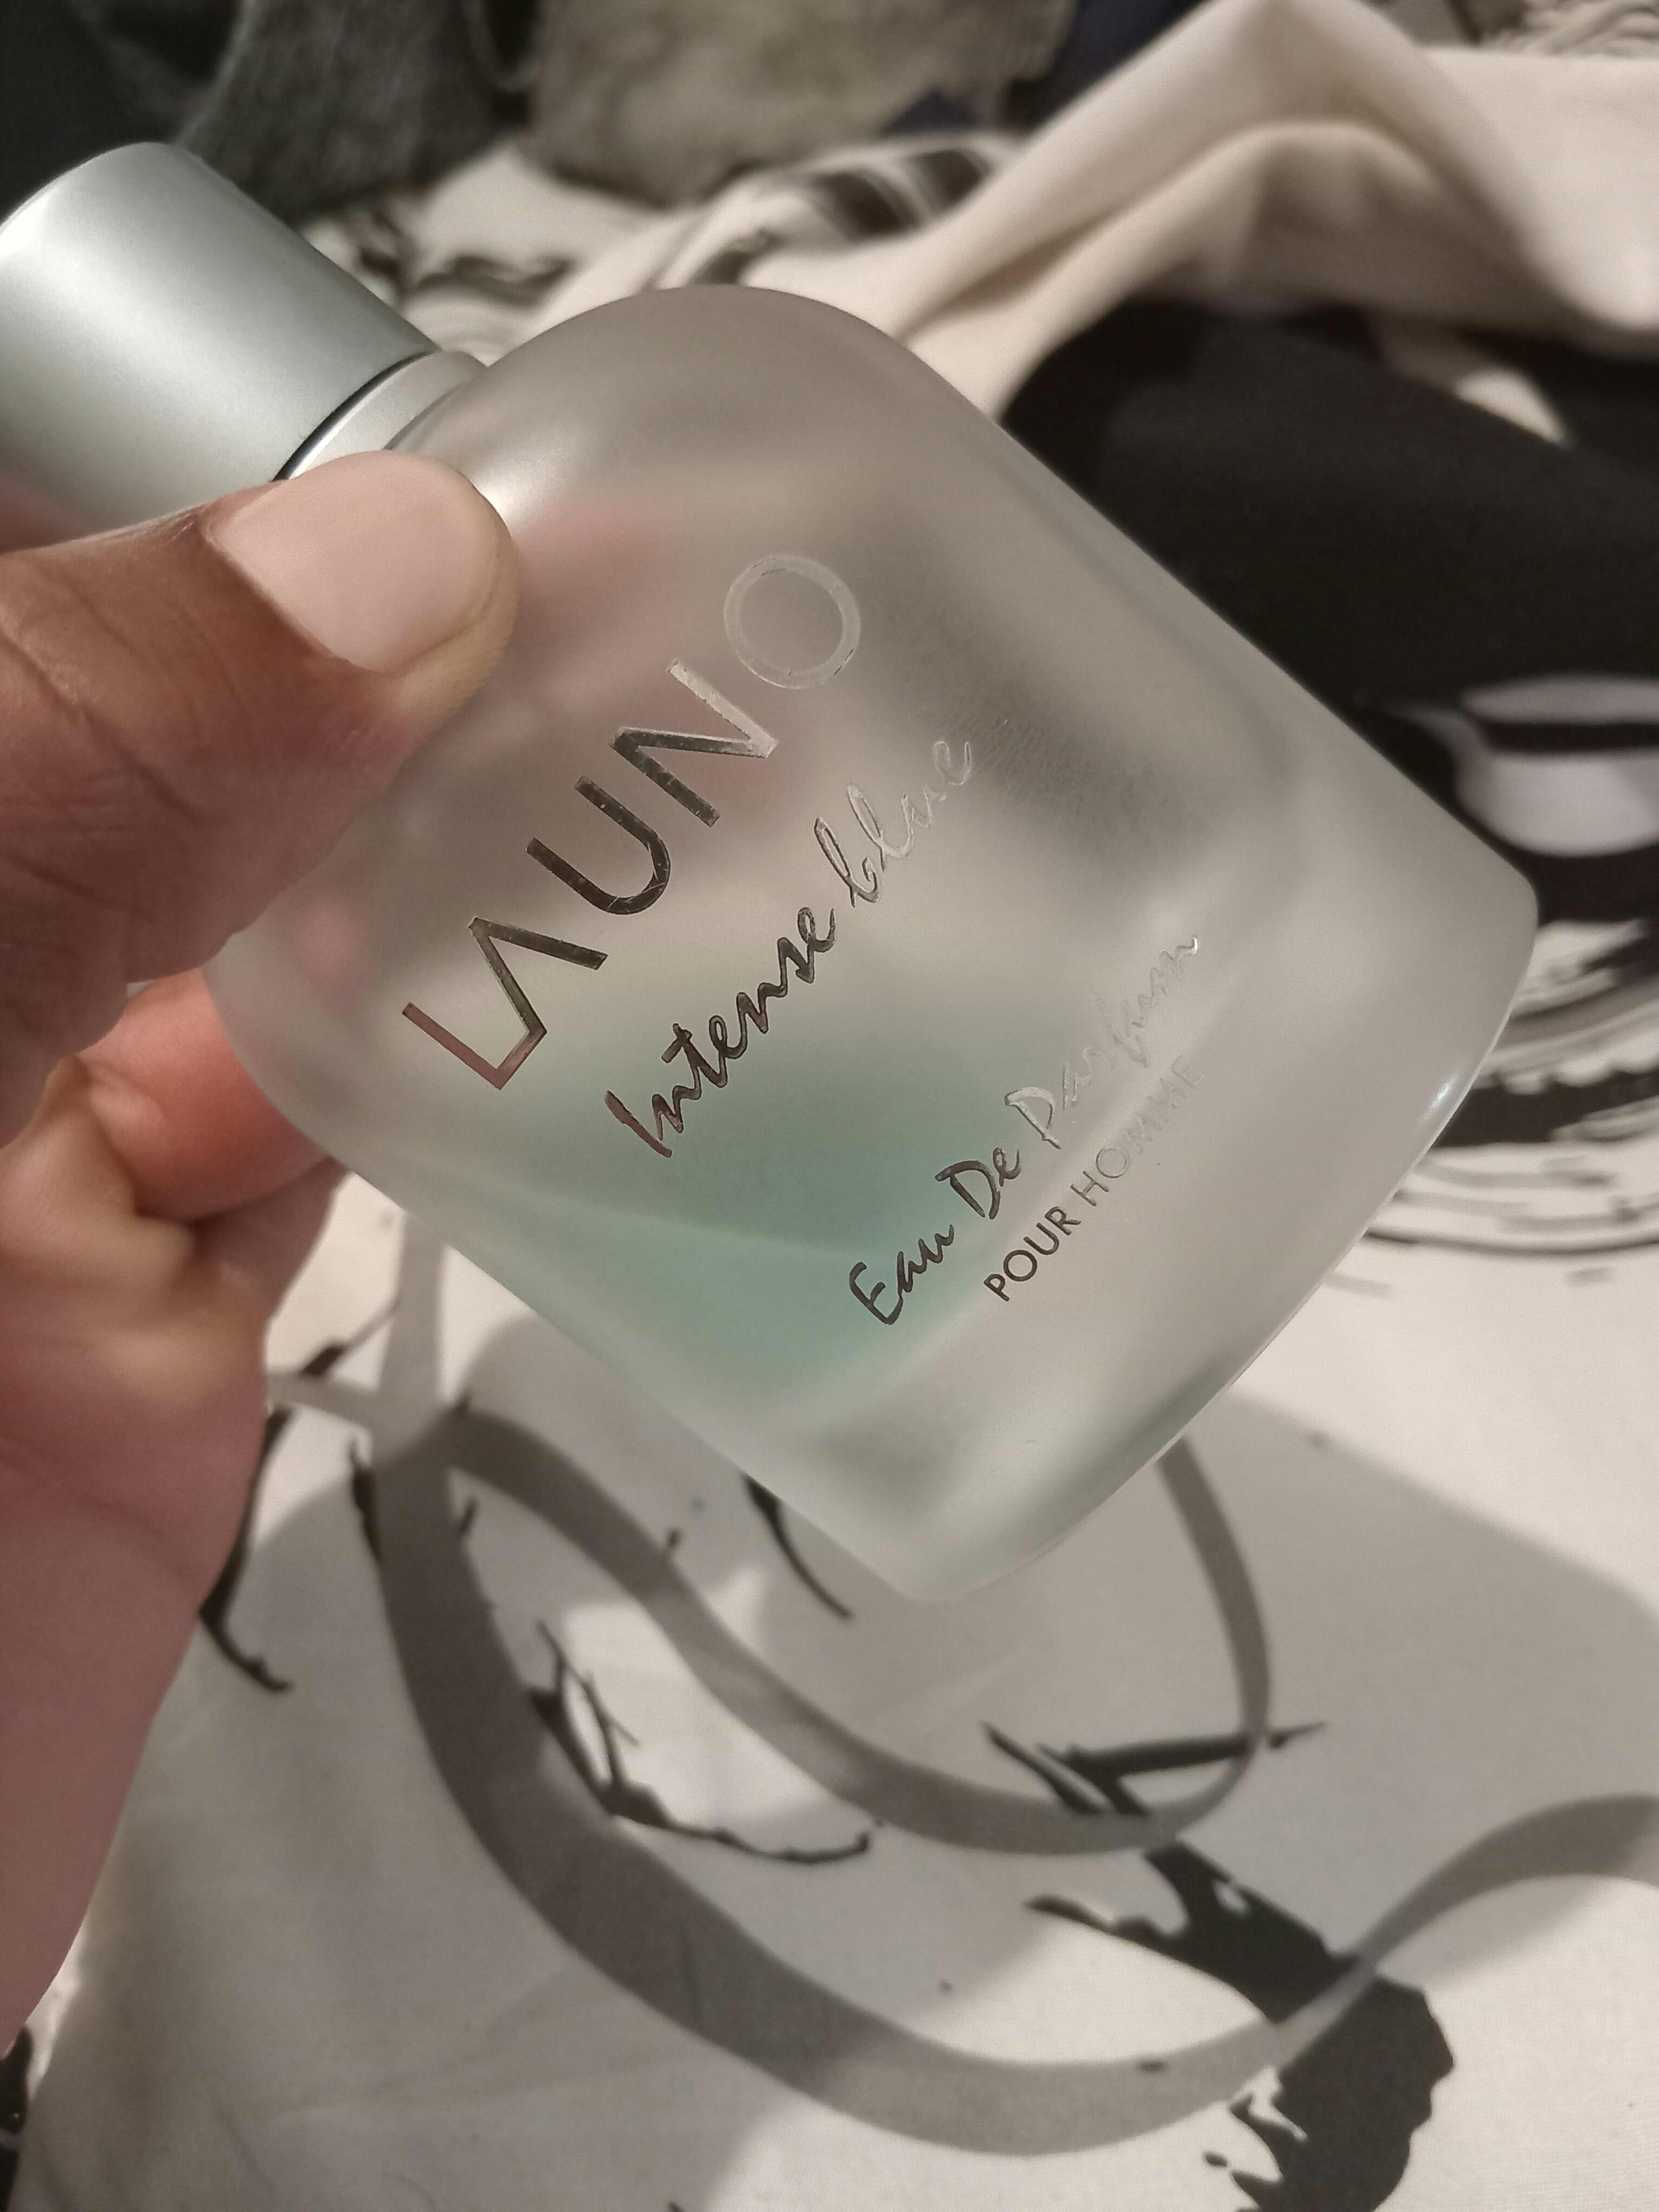 LAUNO
Intense blue
Eau De Parfum
POUR HOMME